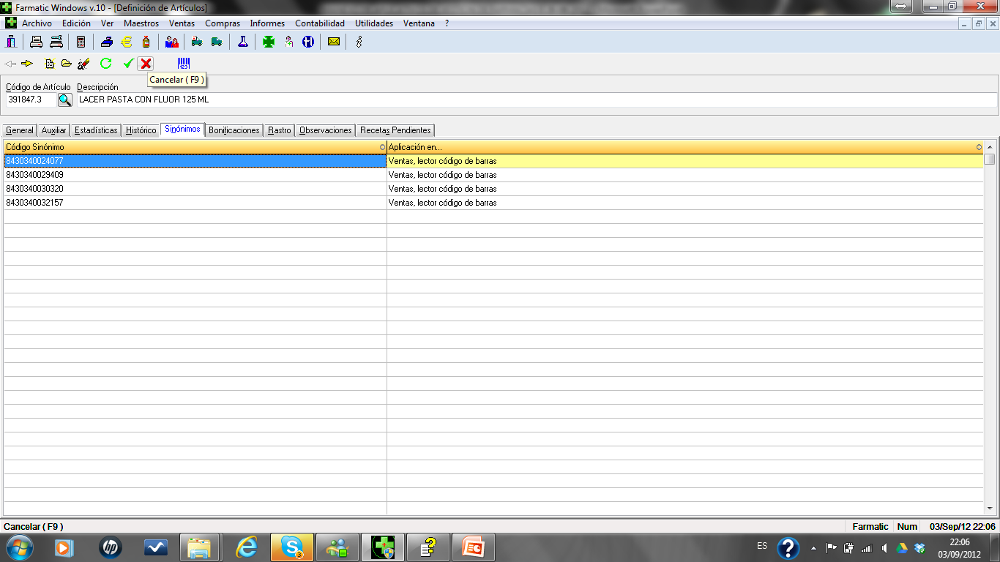 Farmatic Windows v.10 - [Definición de Artículos]
Archivo Edición Ver Maestros Ventas Compras Informes Contabilidad Utilidades Ventana ?
123
Cancelar ( F9 )
Código de Artículo Descripción
391847.3 LACER PASTA CON FLUOR 125 ML
General Auxiliar Estadísticas Histórico Sinónimos Bonificaciones Rastro Observaciones Recetas Pendientes
Código Sinónimo Aplicación en...
8430340024077 Ventas, lector código de barras
8430340029409 Ventas, lector código de barras
8430340030320 Ventas, lector código de barras
8430340032157 Ventas, lector código de barras
Cancelar ( F9 ) Farmatic Num 03/Sep/12 22:06
hp
3
ES
22:06
03/09/2012